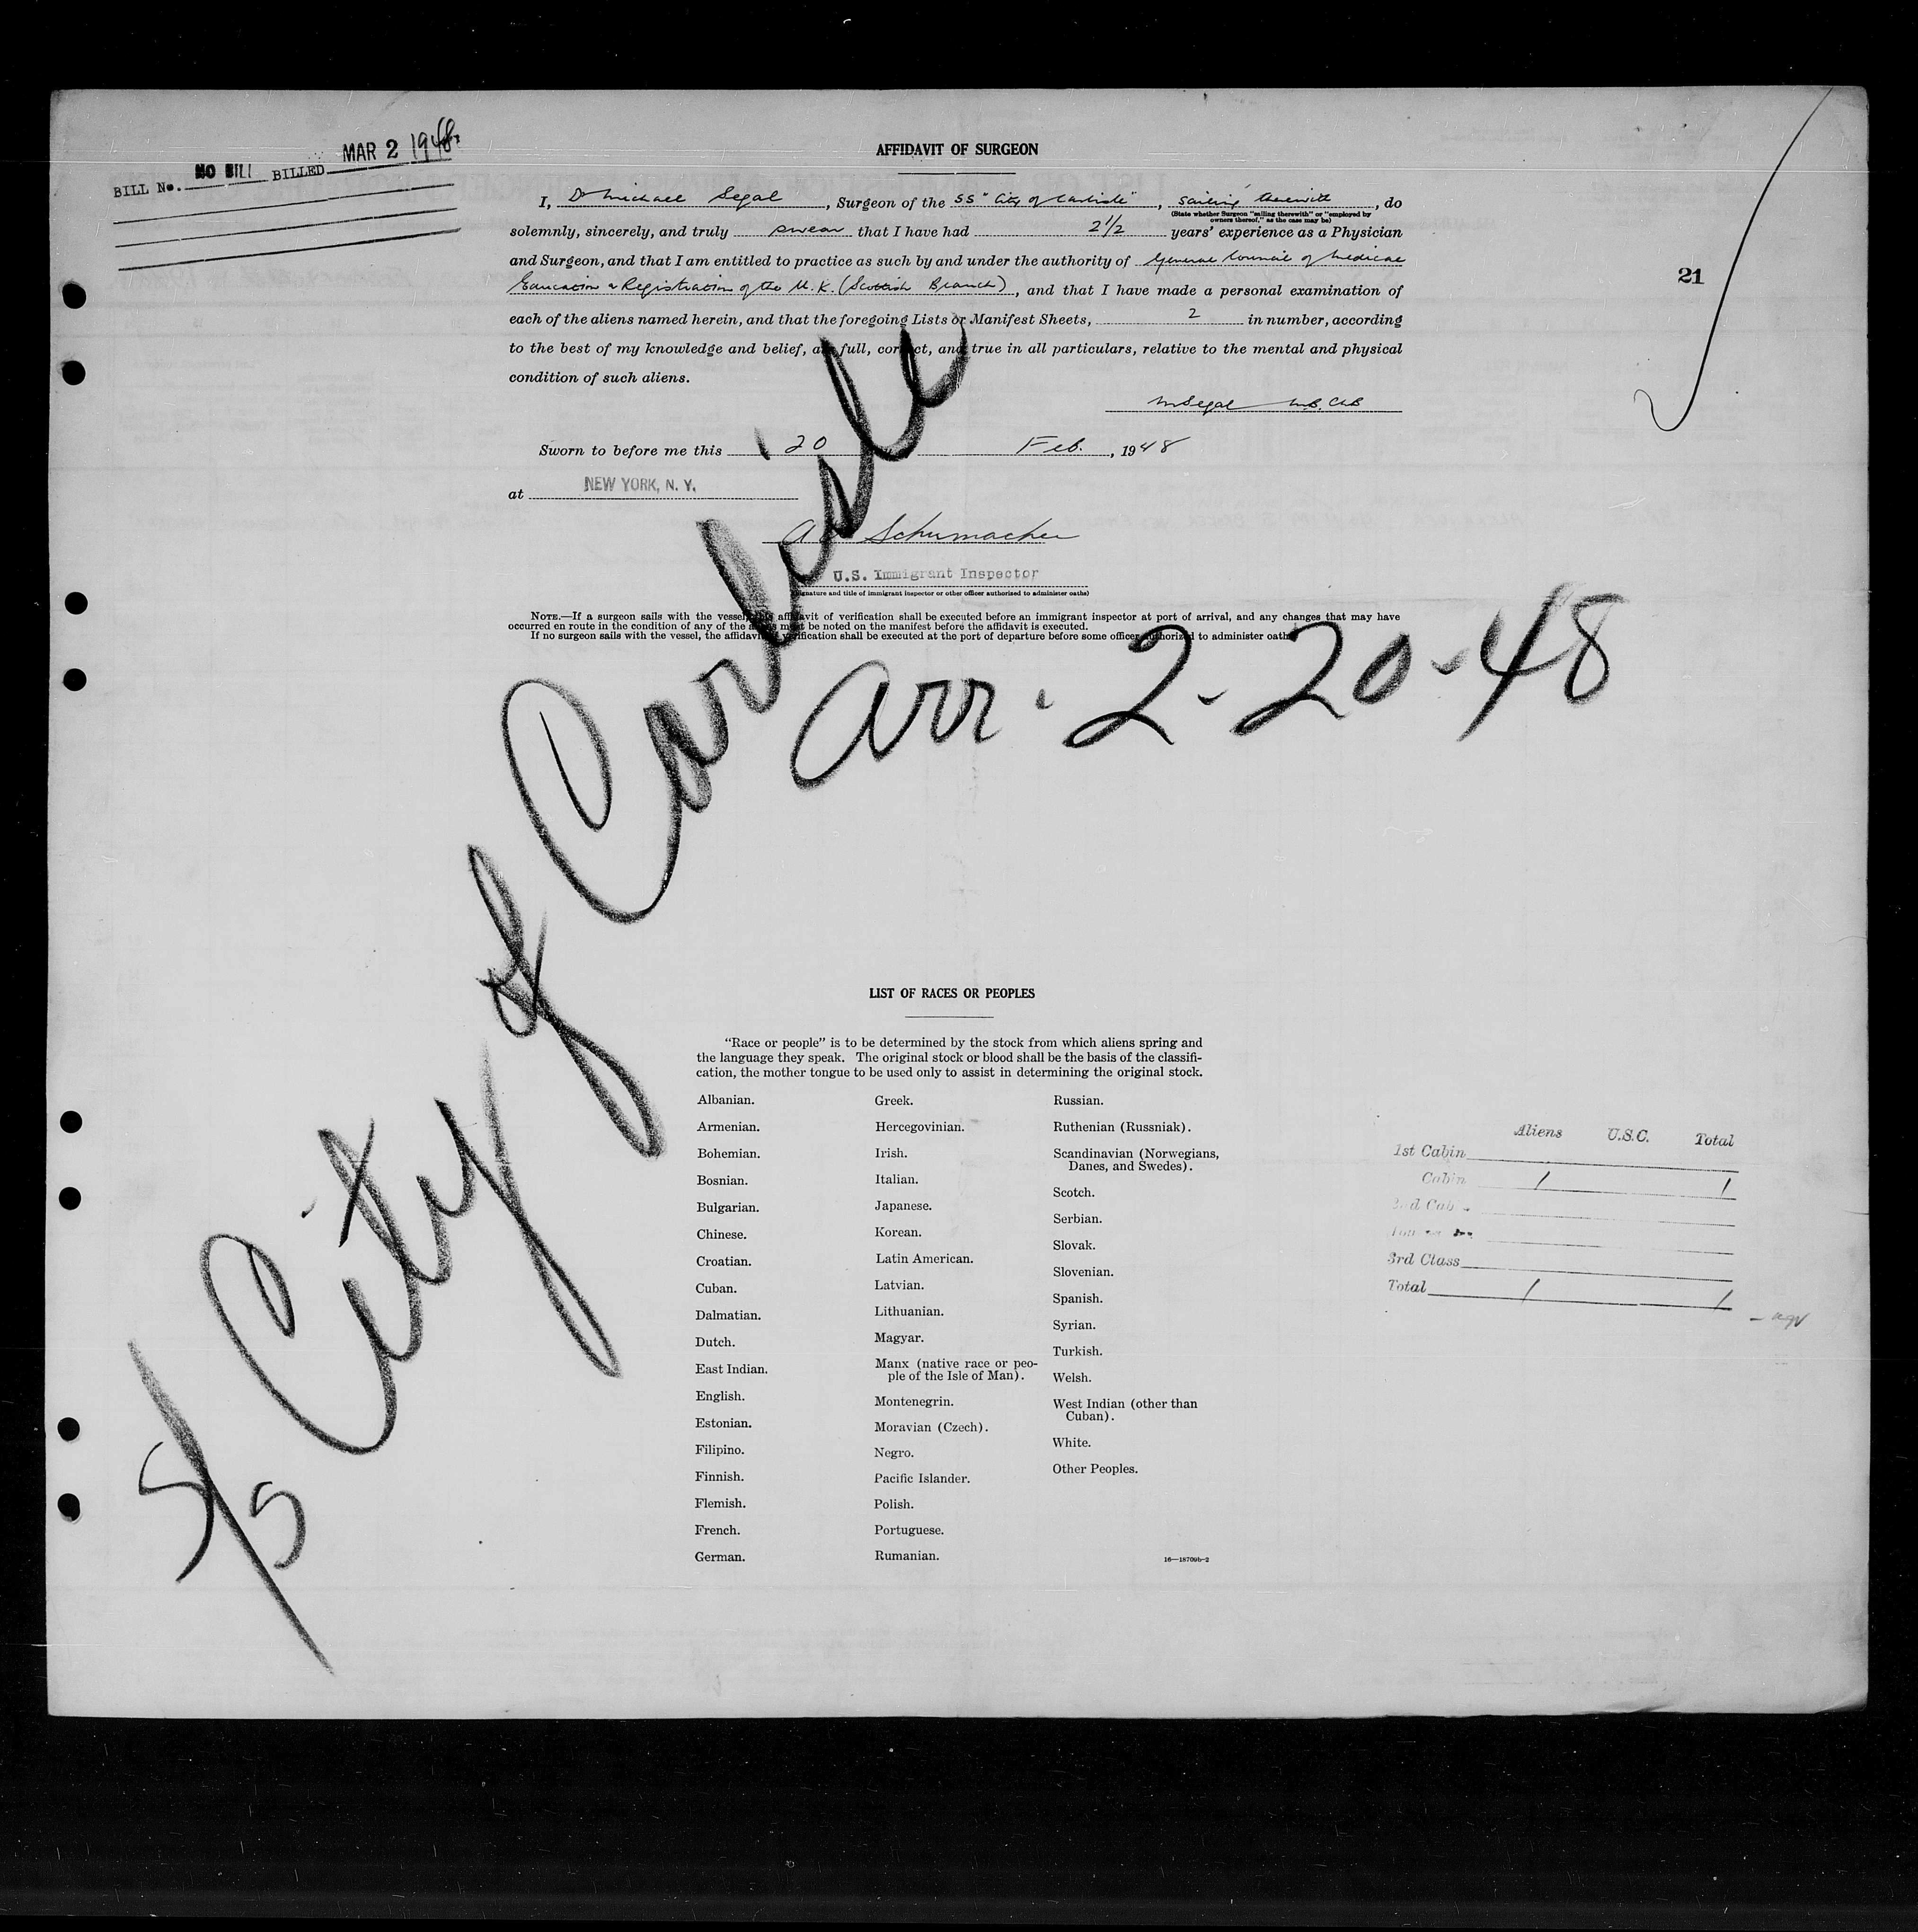 BILL No. NO BILL BILLED MAR 2 1948
AFFIDAVIT OF SURGEON
21
I, Dr Michael Segal, Surgeon of the SS "City of Carlisle", sailing therewith, do
(State whether Surgeon "sailing therewith" or "employed by
owners thereof," as the case may be)
solemnly, sincerely, and truly swear that I have had 2 1/2 years' experience as a Physician
and Surgeon, and that I am entitled to practice as such by and under the authority of General Council of Medical
Education & Registration of the U.K. (Scottish Branch), and that I have made a personal examination of
each of the aliens named herein, and that the foregoing Lists or Manifest Sheets, 2 in number, according
to the best of my knowledge and belief, are full, correct, and true in all particulars, relative to the mental and physical
condition of such aliens.
M Segal M.B. Ch.B
Sworn to before me this 20 Feb., 1948
at NEW YORK, N. Y.
Schumacher
U.S. Immigrant Inspector
(Signature and title of immigrant inspector or other officer authorized to administer oaths)
NOTE.—If a surgeon sails with the vessel, this affidavit of verification shall be executed before an immigrant inspector at port of arrival, and any changes that may have
occurred en route in the condition of any of the aliens must be noted on the manifest before the affidavit is executed.
If no surgeon sails with the vessel, the affidavit of verification shall be executed at the port of departure before some officer authorized to administer oaths.
S/S City of Carlisle
arr. 2-20-48
LIST OF RACES OR PEOPLES
"Race or people" is to be determined by the stock from which aliens spring and
the language they speak. The original stock or blood shall be the basis of the classifi-
cation, the mother tongue to be used only to assist in determining the original stock.
Albanian.
Armenian.
Bohemian.
Bosnian.
Bulgarian.
Chinese.
Croatian.
Cuban.
Dalmatian.
Dutch.
East Indian.
English.
Estonian.
Filipino.
Finnish.
Flemish.
French.
German.
Greek.
Hercegovinian.
Irish.
Italian.
Japanese.
Korean.
Latin American.
Latvian.
Lithuanian.
Magyar.
Manx (native race or peo-
ple of the Isle of Man).
Montenegrin.
Moravian (Czech).
Negro.
Pacific Islander.
Polish.
Portuguese.
Rumanian.
Russian.
Ruthenian (Russniak).
Scandinavian (Norwegians,
Danes, and Swedes).
Scotch.
Serbian.
Slovak.
Slovenian.
Spanish.
Syrian.
Turkish.
Welsh.
West Indian (other than
Cuban).
White.
Other Peoples.
16—18709b-2
Aliens U.S.C. Total
1st Cabin
Cabin 1 1
2nd Cab
3rd Class
Total 1 1